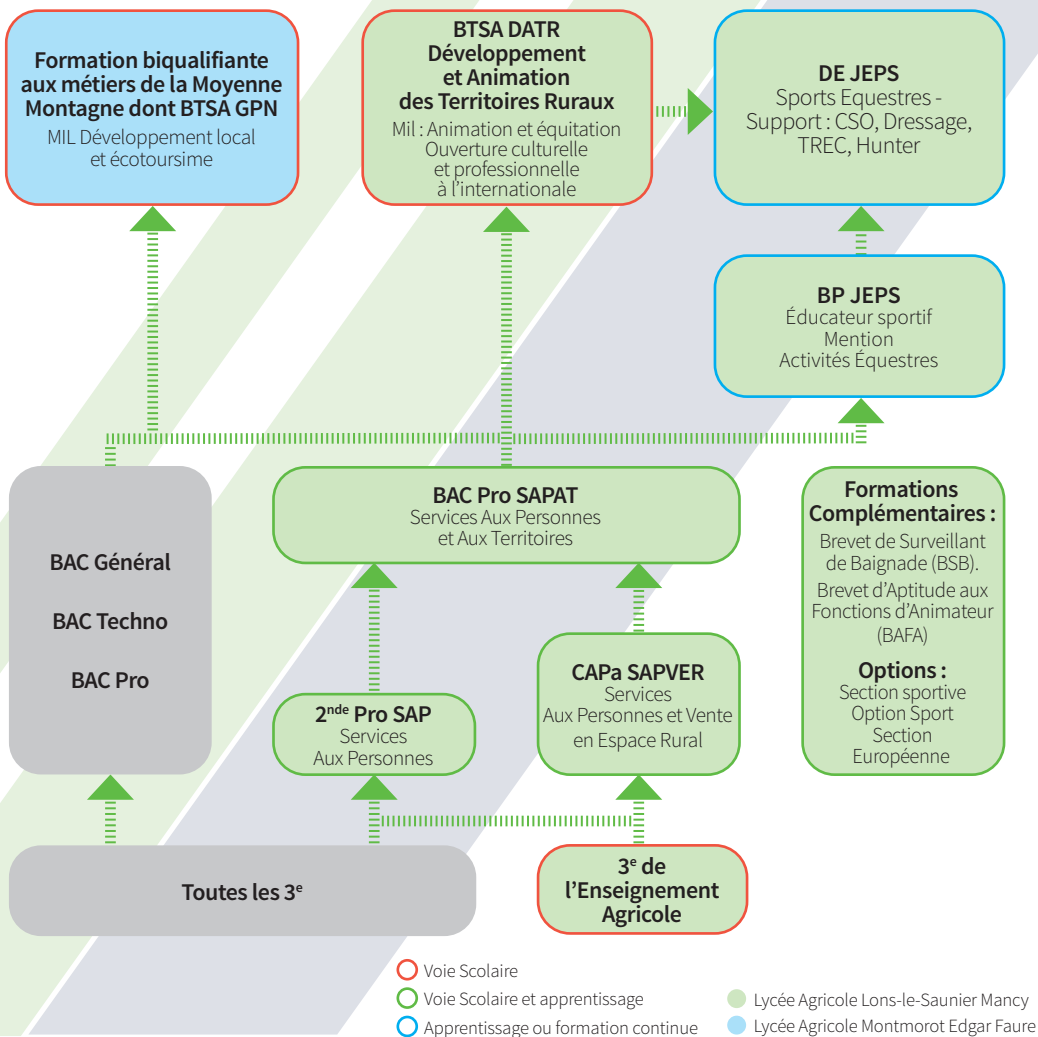 Formation biqualifiante
aux métiers de la Moyenne
Montagne dont BTSA GPN
MIL Développement local
et écotoursime
BTSA DATR
Développement
et Animation
des Territoires Ruraux
Mil : Animation et équitation
Ouverture culturelle
et professionnelle
à l'internationale
DE JEPS
Sports Equestres -
Support : CSO, Dressage,
TREC, Hunter
BP JEPS
Éducateur sportif
Mention
Activités Équestres
BAC Général
BAC Techno
BAC Pro
BAC Pro SAPAT
Services Aux Personnes
et Aux Territoires
Formations
Complémentaires :
Brevet de Surveillant
de Baignade (BSB).
Brevet d'Aptitude aux
Fonctions d'Animateur
(BAFA)
Options :
Section sportive
Option Sport
Section
Européenne
2nde Pro SAP
Services
Aux Personnes
CAPa SAPVER
Services
Aux Personnes et Vente
en Espace Rural
Toutes les 3e
3e de
l'Enseignement
Agricole
Voie Scolaire
Voie Scolaire et apprentissage
Apprentissage ou formation continue
Lycée Agricole Lons-le-Saunier Mancy
Lycée Agricole Montmorot Edgar Faure